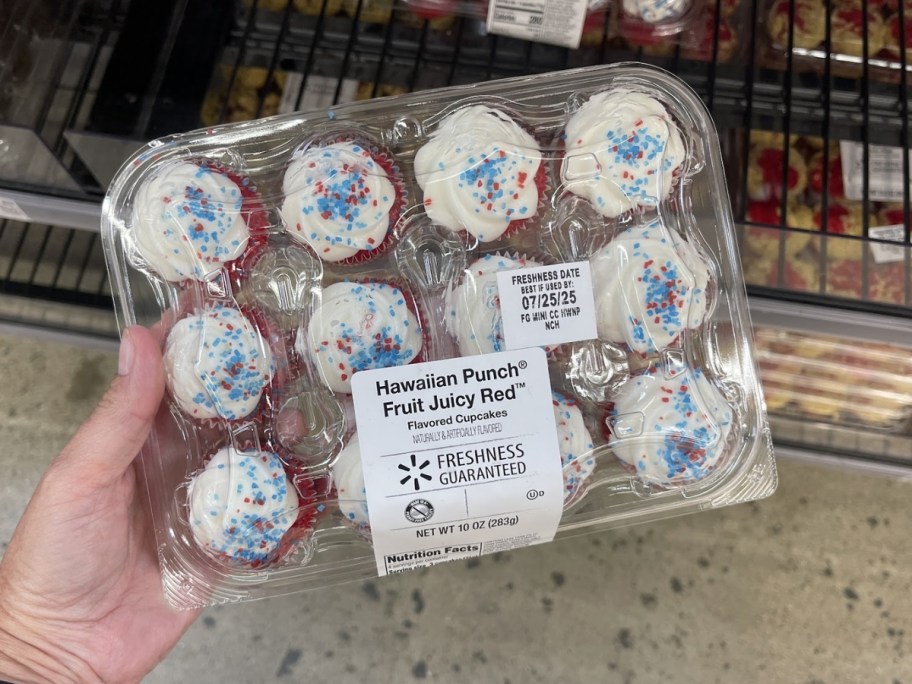 FRESHNESS DATE
BEST IF USED BY:
07/25/25
FG MINI CC HWNP
NCH
Hawaiian Punch®
Fruit Juicy Red™
Flavored Cupcakes
NATURALLY & ARTIFICIALLY FLAVORED
FRESHNESS
GUARANTEED
U D
NET WT 10 OZ (283g)
Nutrition Facts